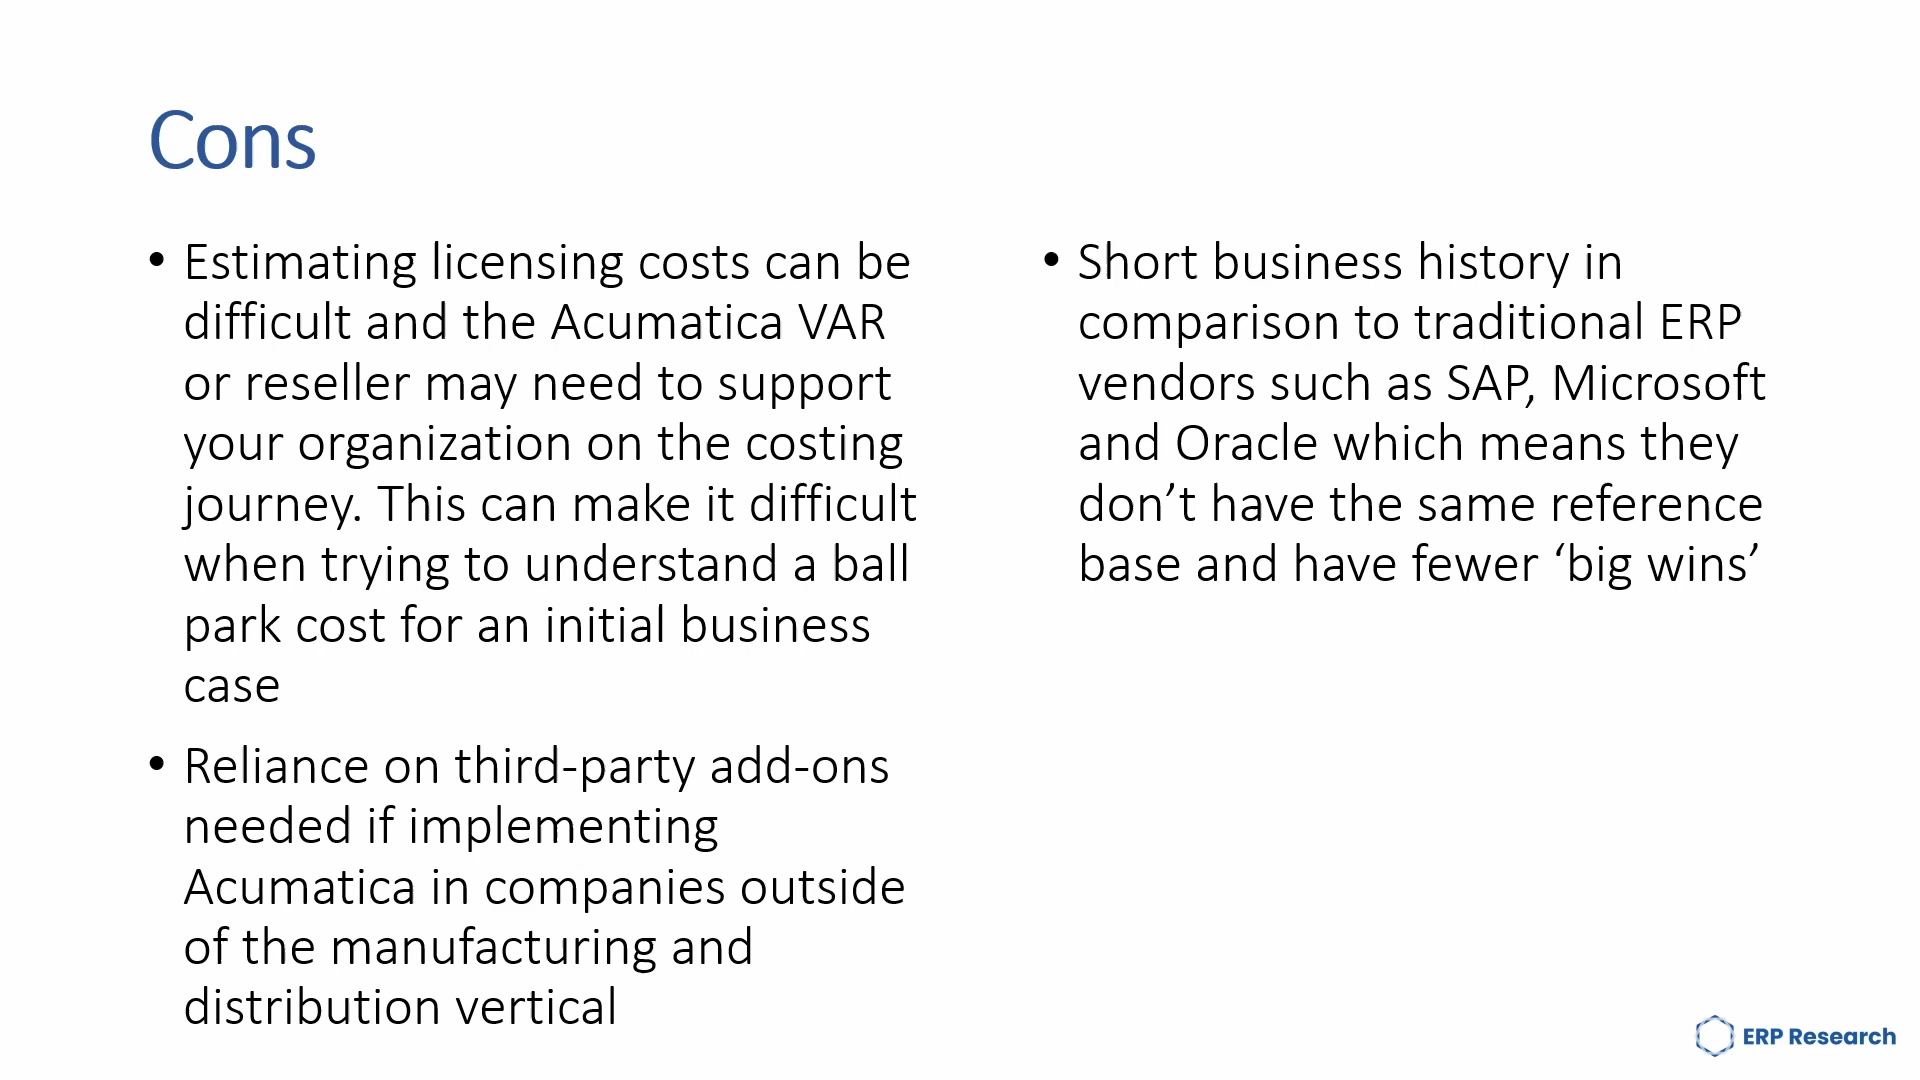 Cons
• Estimating licensing costs can be
difficult and the Acumatica VAR
or reseller may need to support
your organization on the costing
journey. This can make it difficult
when trying to understand a ball
park cost for an initial business
case
• Reliance on third-party add-ons
needed if implementing
Acumatica in companies outside
of the manufacturing and
distribution vertical
• Short business history in
comparison to traditional ERP
vendors such as SAP, Microsoft
and Oracle which means they
don’t have the same reference
base and have fewer ‘big wins’
ERP Research